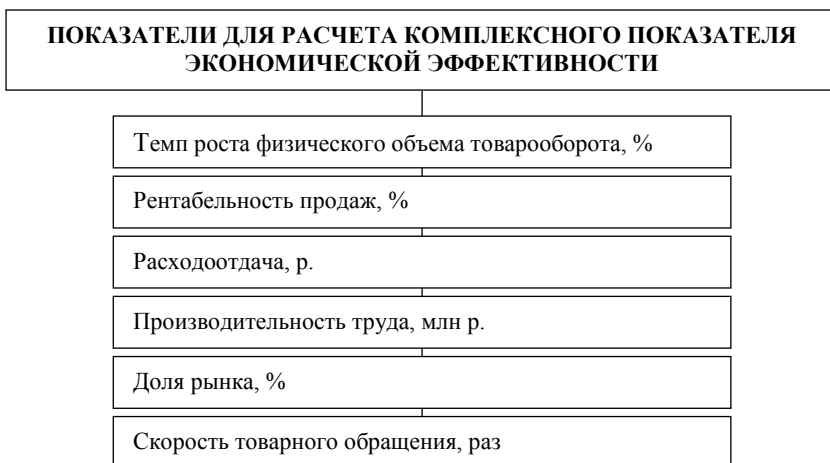 ПОКАЗАТЕЛИ ДЛЯ РАСЧЕТА КОМПЛЕКСНОГО ПОКАЗАТЕЛЯ
ЭКОНОМИЧЕСКОЙ ЭФФЕКТИВНОСТИ
Темп роста физического объема товарооборота, %
Рентабельность продаж, %
Расходоотдача, р.
Производительность труда, млн р.
Доля рынка, %
Скорость товарного обращения, раз